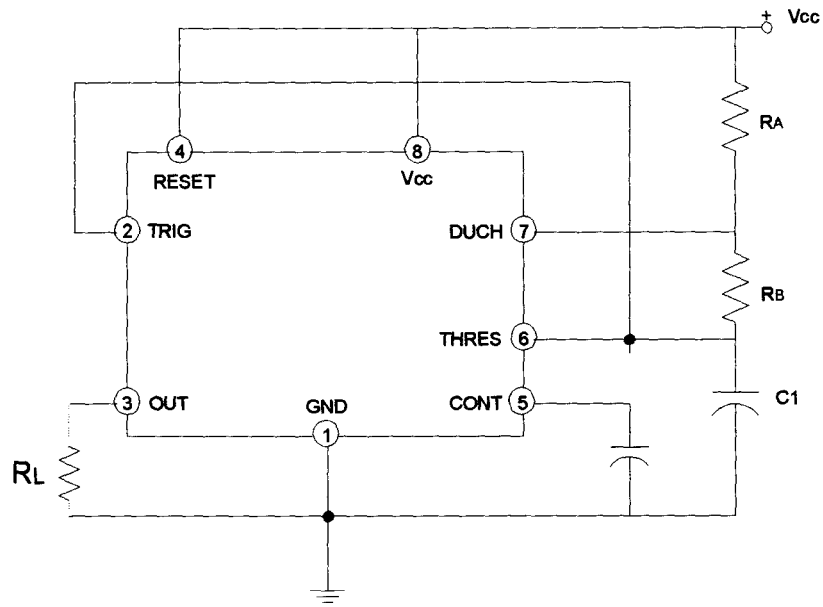 + Vcc
RA
4
8
RESET
Vcc
2
TRIG
DUCH
7
RB
THRES
6
3
OUT
GND
CONT
5
C1
1
RL